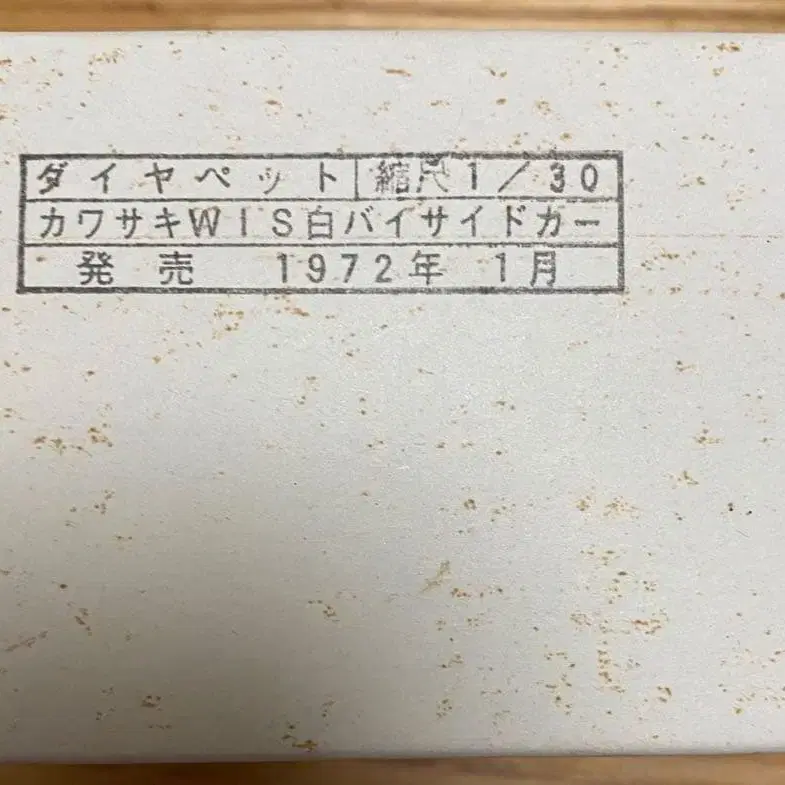 ダイヤペット 縮尺1/30
カワサキWIS白バイサイドカー
発売 1972年 1月